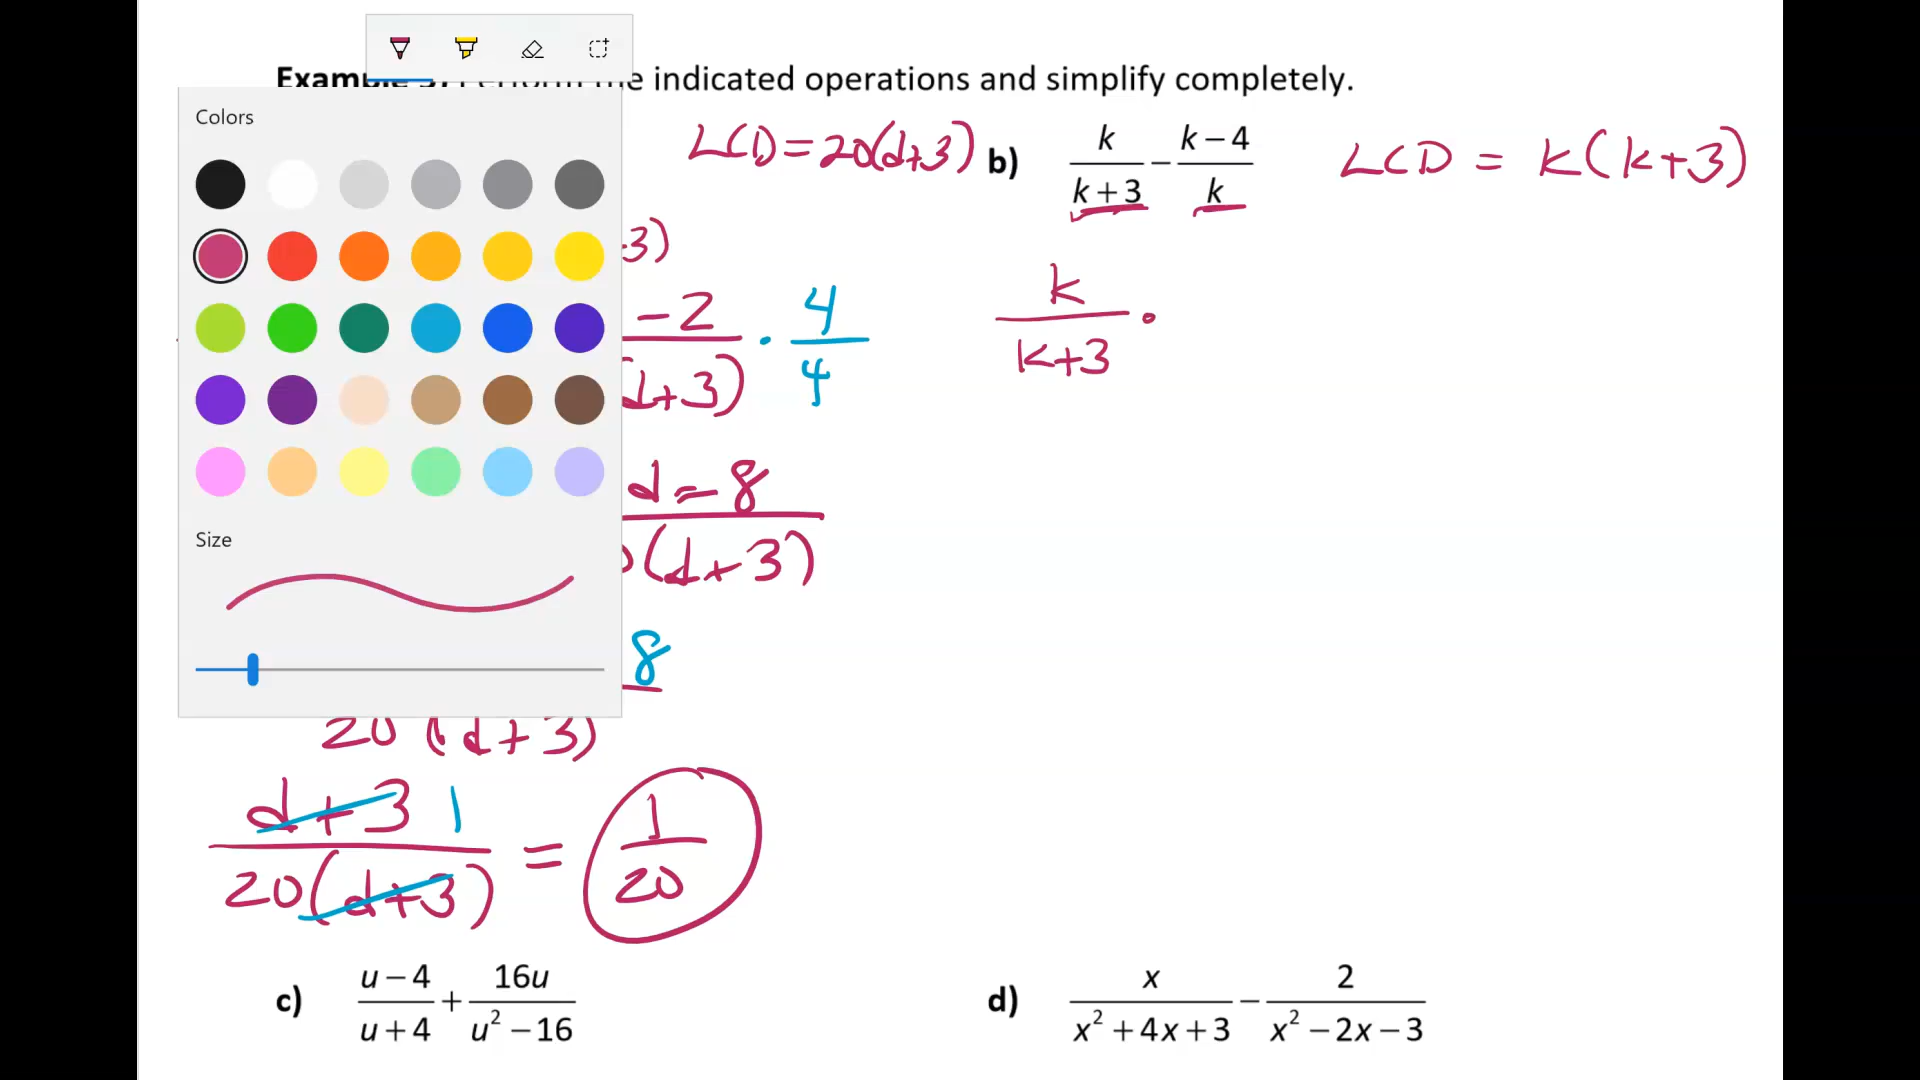 Exam indicated operations and simplify completely.
Colors
LCD = 20(d+3)
b) k/k+3 − k−4/k
LCD = k(k+3)
3)
−2 · 4
d+3) 4
k/k+3 ·
d − 8
(d+3)
Size
8
20 (d+3)
d+3 1
20(d+3) = 1/20
c) u−4/u+4 + 16u/u²−16
d) x/x²+4x+3 − 2/x²−2x−3